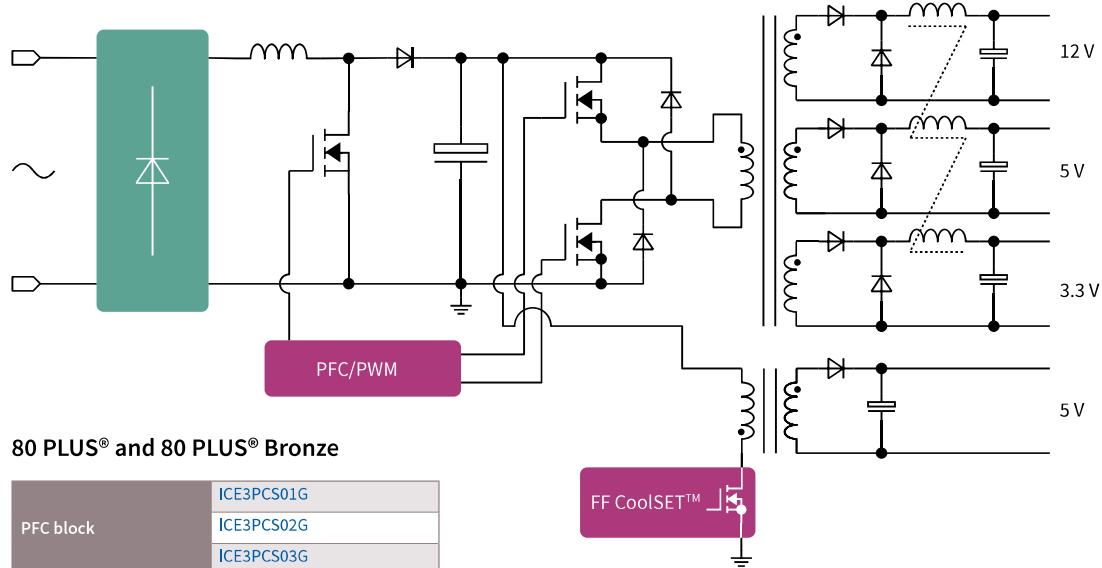 12 V
5 V
3.3 V
PFC/PWM
5 V
80 PLUS® and 80 PLUS® Bronze
FF CoolSET™
PFC block
ICE3PCS01G
ICE3PCS02G
ICE3PCS03G